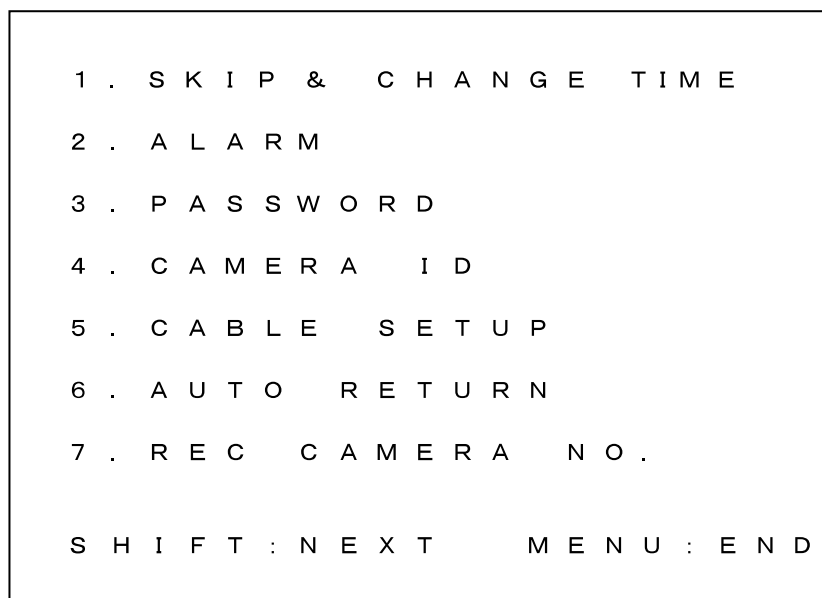 1. SKIP& CHANGE TIME
2. ALARM
3. PASSWORD
4. CAMERA ID
5. CABLE SETUP
6. AUTO RETURN
7. REC CAMERA NO.
SHIFT:NEXT MENU:END